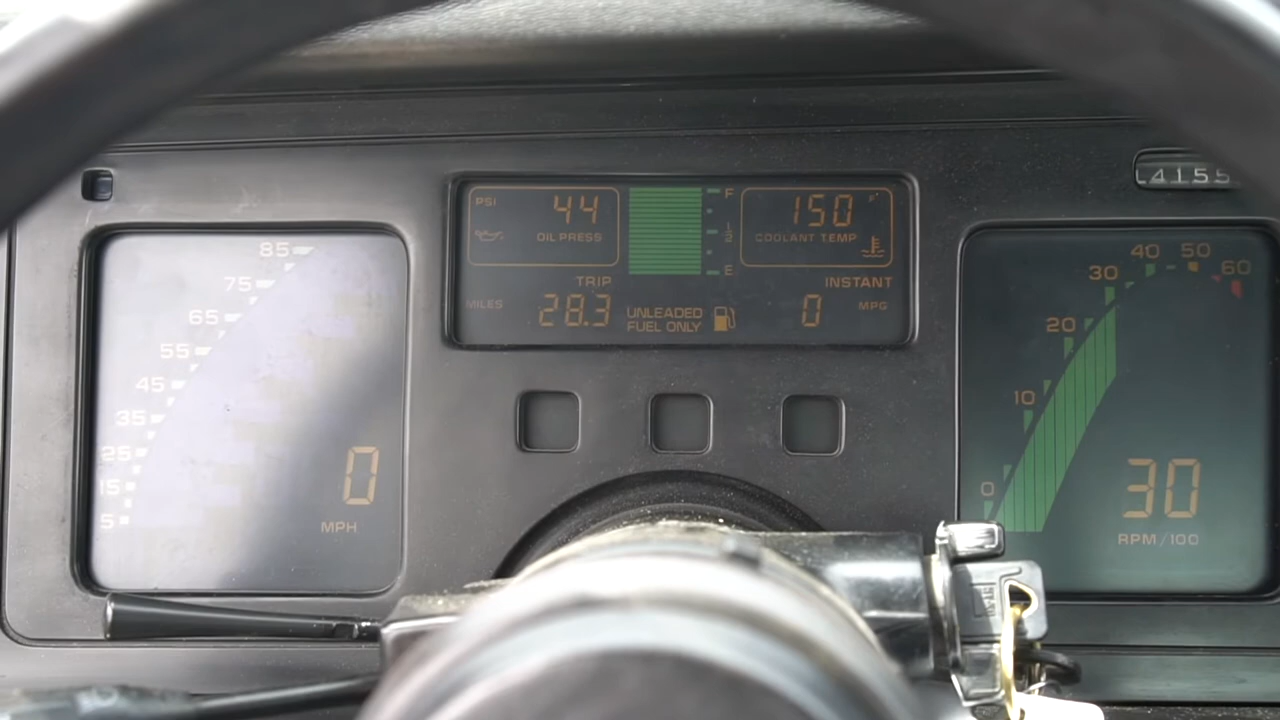 85
75
65
55
45
35
25
15
5
0
MPH
PSI
44
OIL PRESS
F
1/2
E
150
F°
COOLANT TEMP
TRIP
MILES 28.3
UNLEADED
FUEL ONLY
INSTANT
0 MPG
4155
0
10
20
30
40
50
60
30
RPM/100